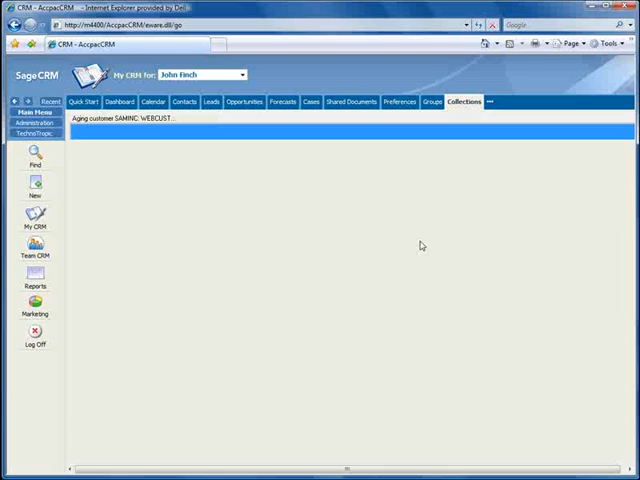 CRM - AccpacCRM - Internet Explorer provided by Dell
http://m4400/AccpacCRM/eware.dll/go
Google
CRM - AccpacCRM
Page
Tools
SageCRM
My CRM for:
John Finch
Recent
Quick Start
Dashboard
Calendar
Contacts
Leads
Opportunities
Forecasts
Cases
Shared Documents
Preferences
Groups
Collections
Main Menu
Administration
TechnoTropic
Aging customer SAMINC: WEBCUST...
Find
New
My CRM
Team CRM
Reports
Marketing
Log Off